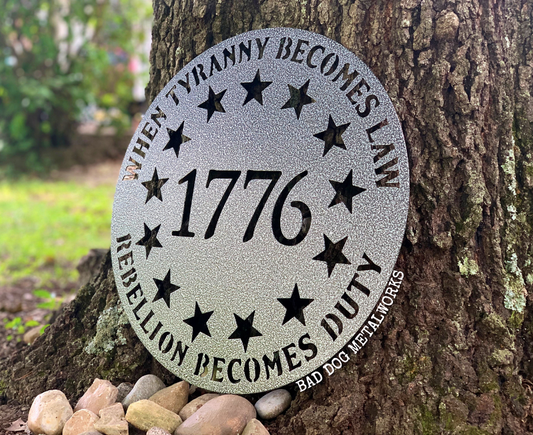 WHEN TYRANNY BECOMES LAW
1776
REBELLION BECOMES DUTY
BAD DOG METALWORKS